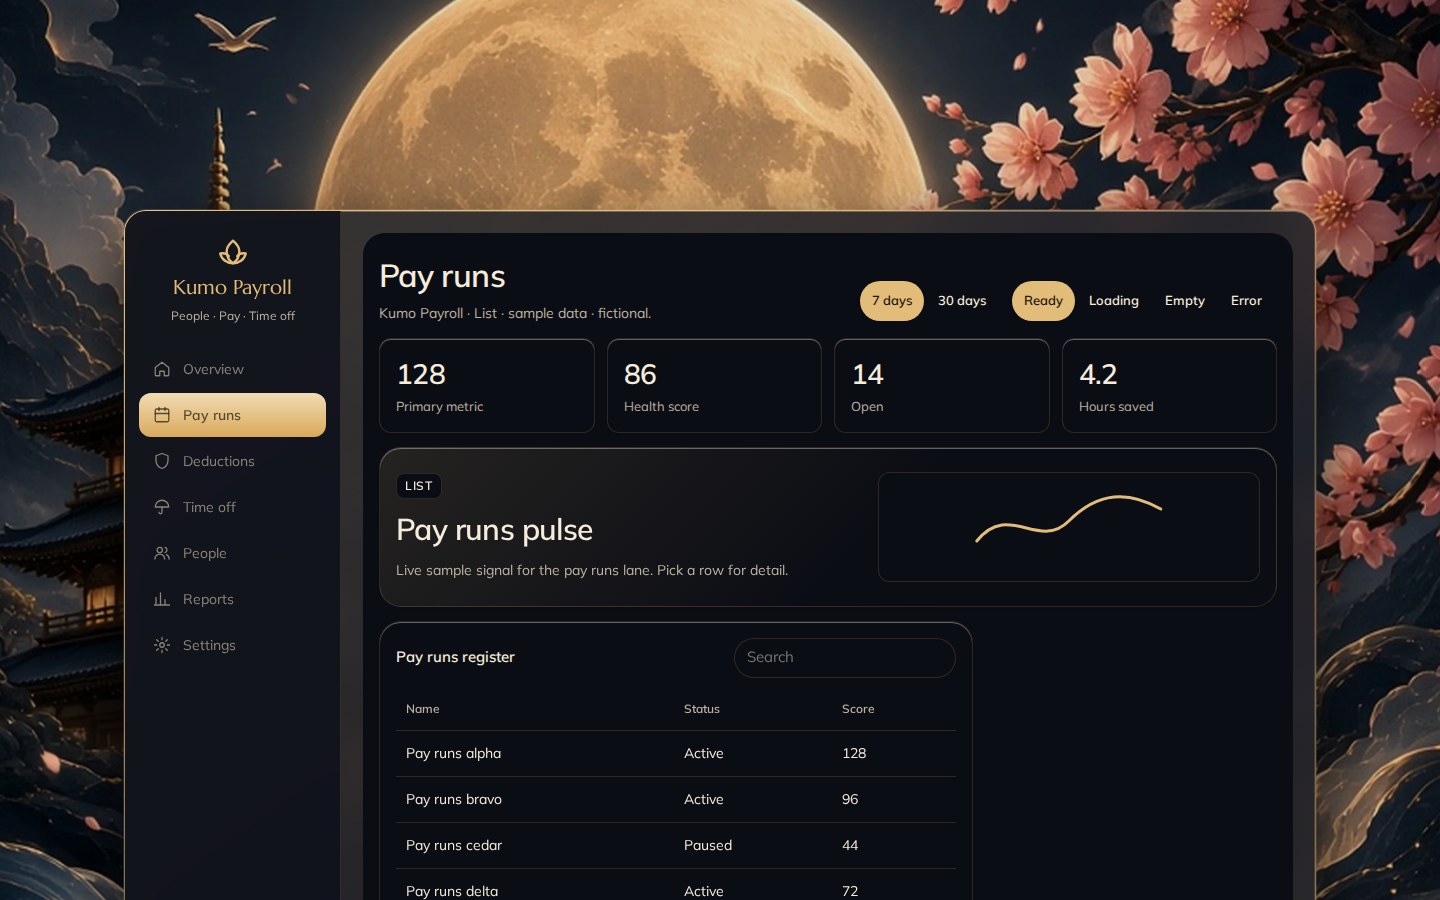 Kumo Payroll
People · Pay · Time off
Overview
Pay runs
Deductions
Time off
People
Reports
Settings
Pay runs
Kumo Payroll · List · sample data · fictional.
7 days 30 days Ready Loading Empty Error
128 86 14 4.2
Primary metric Health score Open Hours saved
LIST
Pay runs pulse
Live sample signal for the pay runs lane. Pick a row for detail.
Pay runs register Search
Name Status Score
Pay runs alpha Active 128
Pay runs bravo Active 96
Pay runs cedar Paused 44
Pay runs delta Active 72